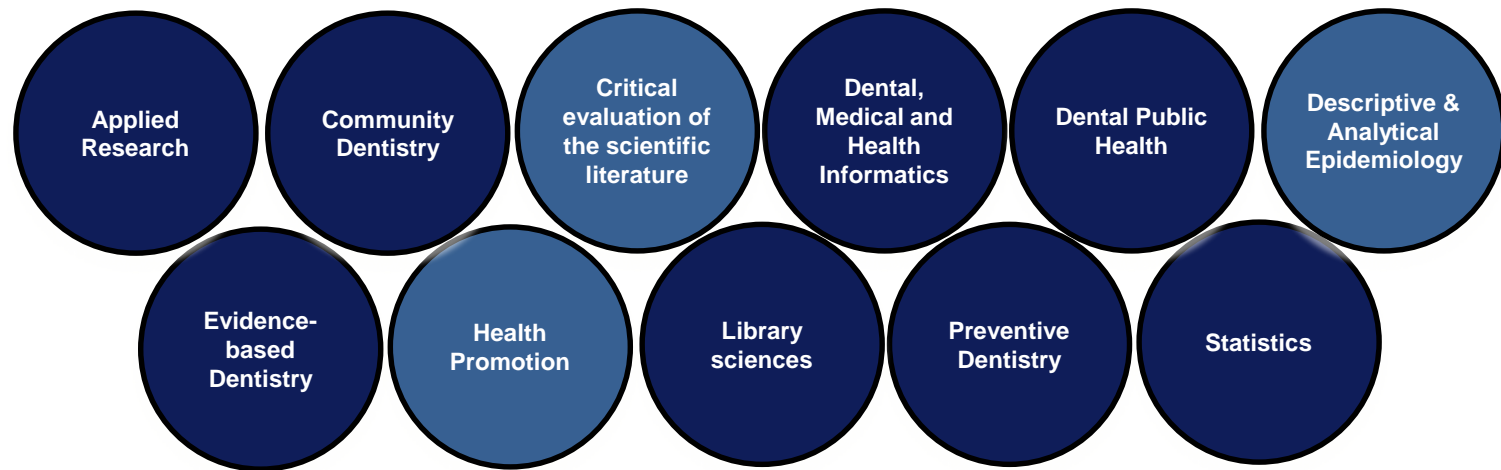 Applied
Research
Community
Dentistry
Critical
evaluation of
the scientific
literature
Dental,
Medical and
Health
Informatics
Dental Public
Health
Descriptive &
Analytical
Epidemiology
Evidence-
based
Dentistry
Health
Promotion
Library
sciences
Preventive
Dentistry
Statistics